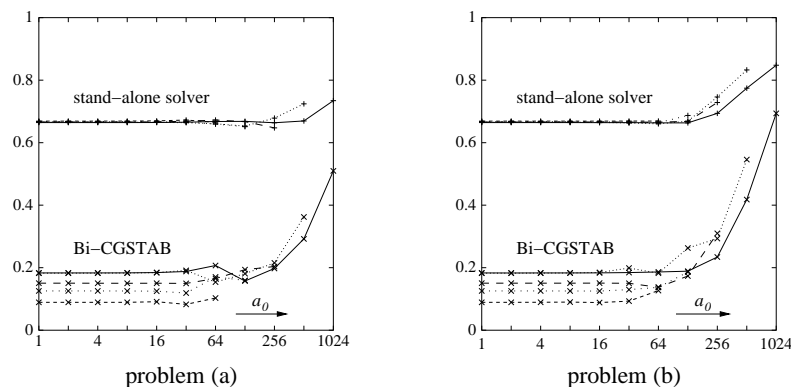 1
0.8
0.6
0.4
0.2
0
stand−alone solver
Bi−CGSTAB
a0
1 4 16 64 256 1024
problem (a)
1
0.8
0.6
0.4
0.2
0
stand−alone solver
Bi−CGSTAB
a0
1 4 16 64 256 1024
problem (b)